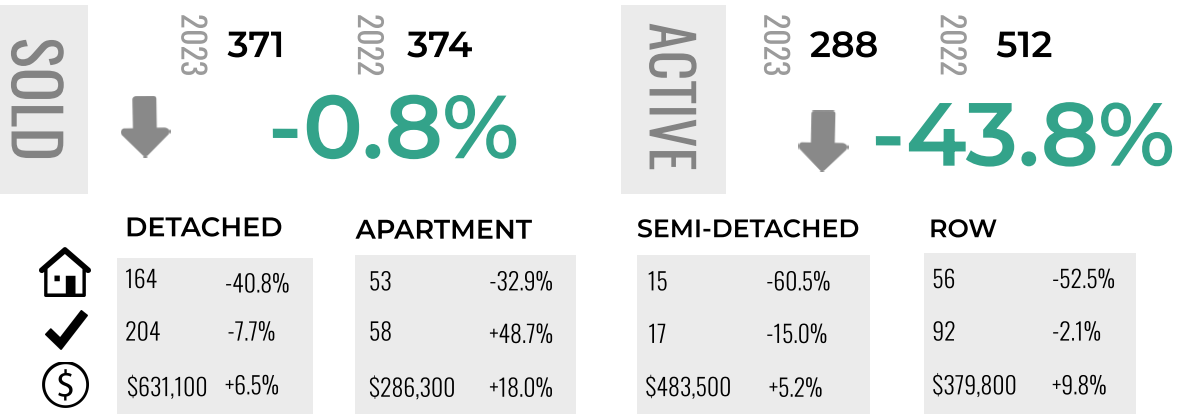 SOLD
2023 371 2022 374
-0.8%
ACTIVE
2023 288 2022 512
-43.8%
DETACHED APARTMENT SEMI-DETACHED ROW
164 -40.8% 53 -32.9% 15 -60.5% 56 -52.5%
204 -7.7% 58 +48.7% 17 -15.0% 92 -2.1%
$ $631,100 +6.5% $286,300 +18.0% $483,500 +5.2% $379,800 +9.8%